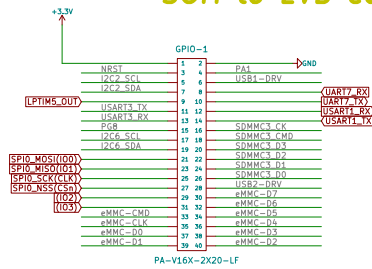 +3.3V
GPIO-1
1 2 GND
NRST 3 4 PA1
I2C2_SCL 5 6 USB1-DRV
I2C2_SDA 7 8 UART7_RX
LPTIM5_OUT 9 10 UART7_TX
USART3_TX 11 12 USART1_RX
USART3_RX 13 14 USART1_TX
PG8 15 16 SDMMC3_CK
I2C6_SCL 17 18 SDMMC3_CMD
I2C6_SDA 19 20 SDMMC3_D3
SPI0_MOSI(IO0) 21 22 SDMMC3_D2
SPI0_MISO(IO1) 23 24 SDMMC3_D1
SPI0_SCK(CLK) 25 26 SDMMC3_D0
SPI0_NSS(CSn) 27 28 USB2-DRV
(IO2) 29 30 eMMC-D7
(IO3) 31 32 eMMC-D6
eMMC-CMD 33 34 eMMC-D5
eMMC-CLK 35 36 eMMC-D4
eMMC-D0 37 38 eMMC-D3
eMMC-D1 39 40 eMMC-D2
PA-V16X-2X20-LF